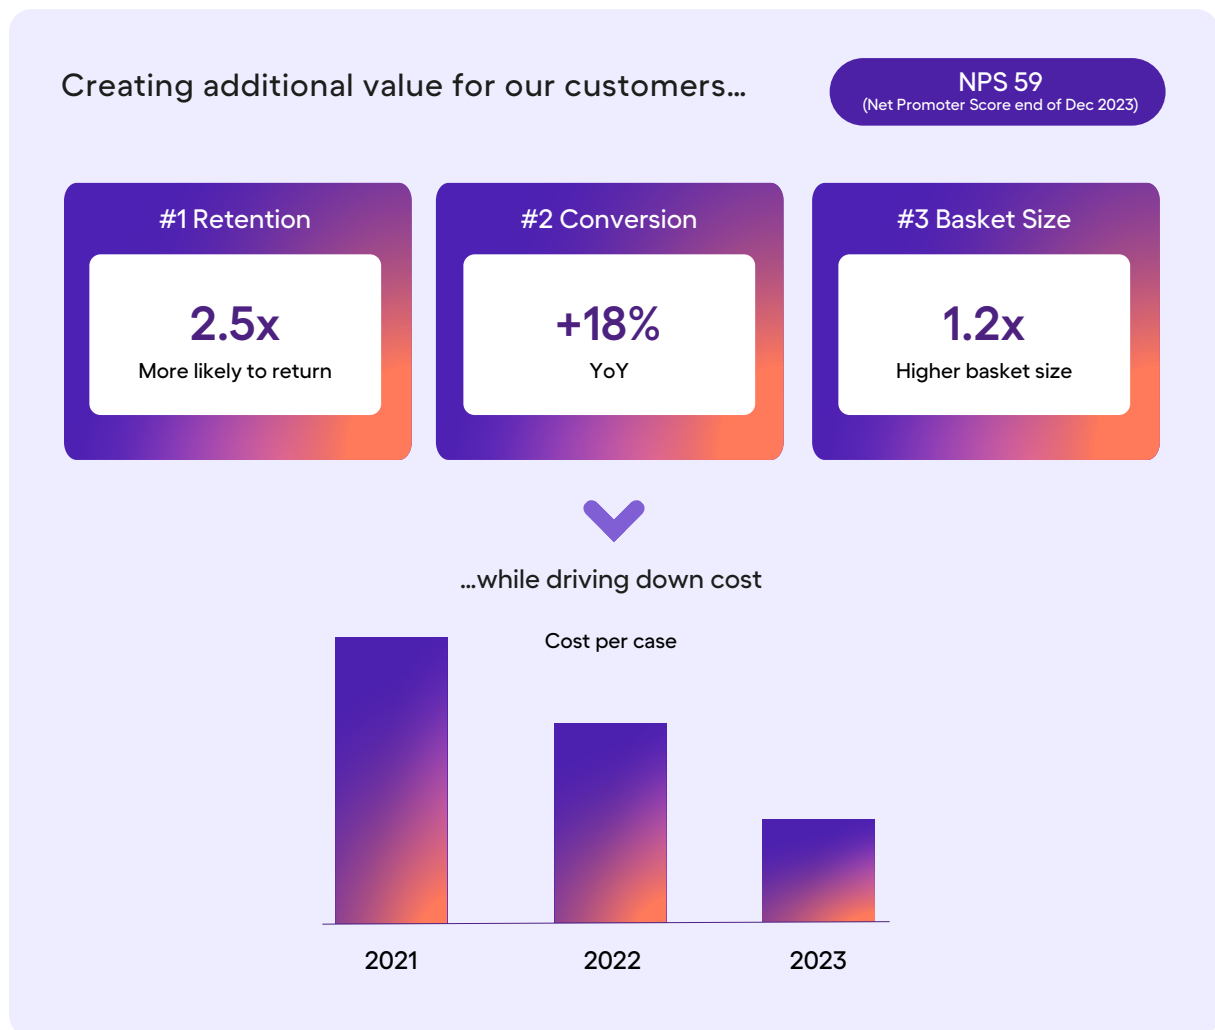 Creating additional value for our customers...
NPS 59
(Net Promoter Score end of Dec 2023)
#1 Retention
2.5x
More likely to return
#2 Conversion
+18%
YoY
#3 Basket Size
1.2x
Higher basket size
...while driving down cost
Cost per case
2021
2022
2023